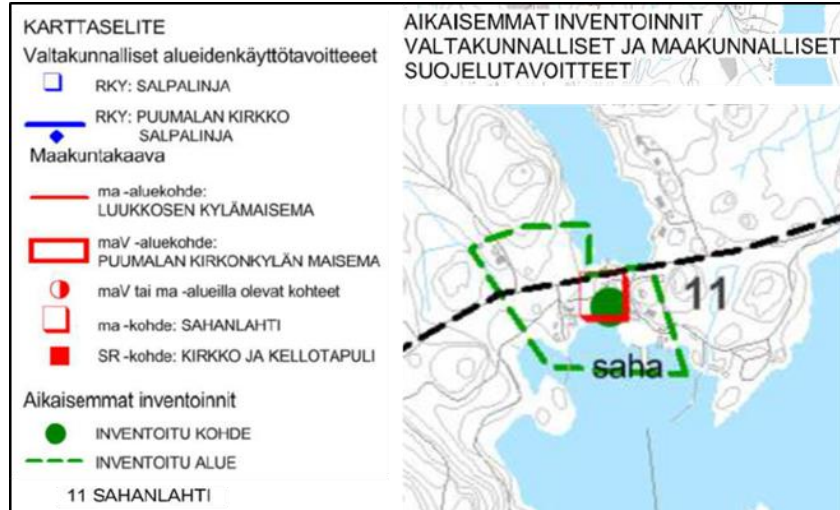 KARTTASELITE
Valtakunnalliset alueidenkäyttötavoitteeet
RKY: SALPALINJA
RKY: PUUMALAN KIRKKO
SALPALINJA
Maakuntakaava
ma -aluekohde:
LUUKKOSEN KYLÄMAISEMA
maV -aluekohde:
PUUMALAN KIRKONKYLÄN MAISEMA
maV tai ma -alueilla olevat kohteet
ma -kohde: SAHANLAHTI
SR -kohde: KIRKKO JA KELLOTAPULI
Aikaisemmat inventoinnit
INVENTOITU KOHDE
INVENTOITU ALUE
11 SAHANLAHTI
AIKAISEMMAT INVENTOINNIT
VALTAKUNNALLISET JA MAAKUNNALLISET
SUOJELUTAVOITTEET
11
saha